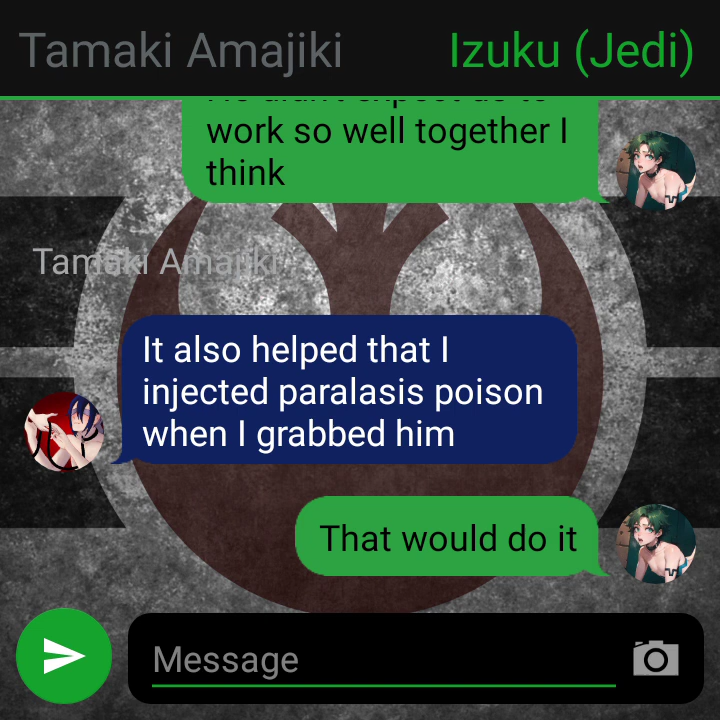 Tamaki Amajiki
Izuku (Jedi)
work so well together I
think
Tamaki Amajiki
It also helped that I
injected paralasis poison
when I grabbed him
That would do it
Message